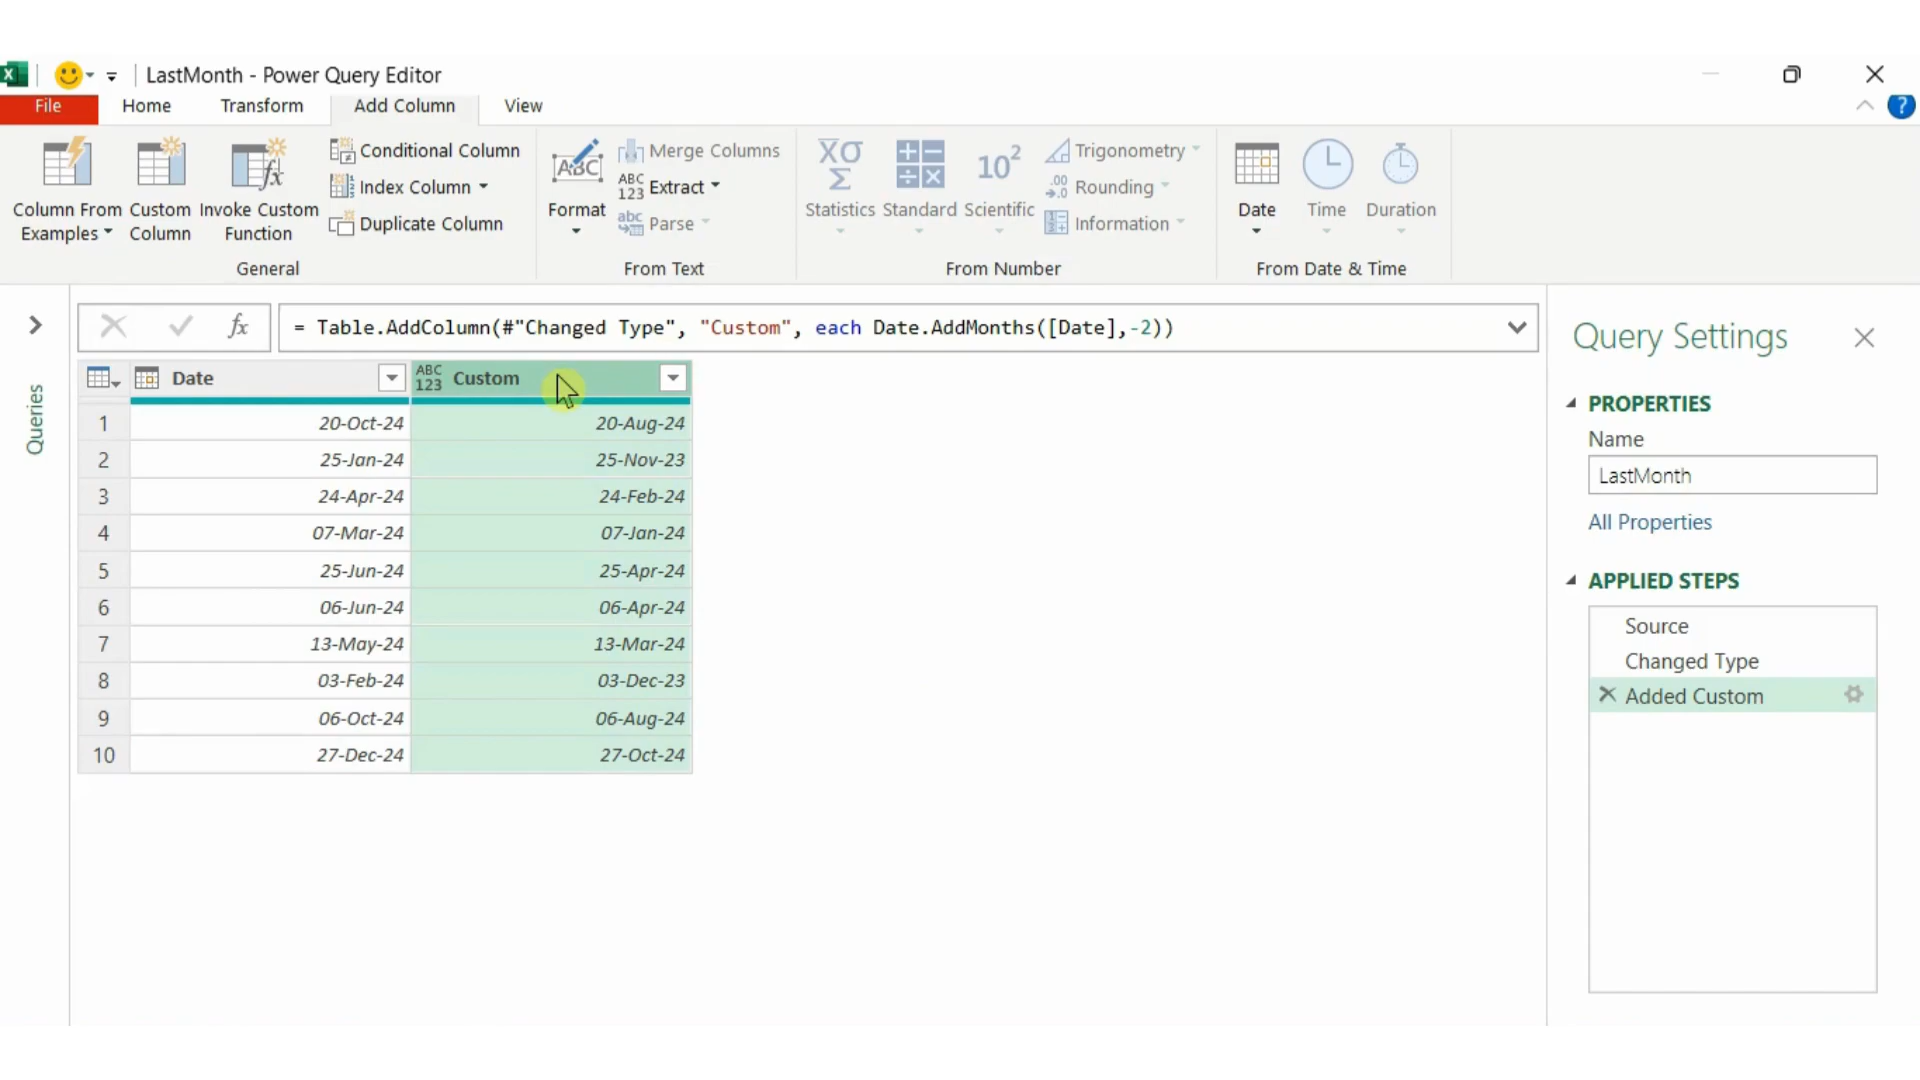 LastMonth - Power Query Editor
File Home Transform Add Column View ?
Column From Examples
Custom Column
Invoke Custom Function
Conditional Column
Index Column
Duplicate Column
General
ABC
Format
Merge Columns
ABC 123 Extract
abc Parse
From Text
XσΣ Statistics
Standard
10² Scientific
Trigonometry
.00 →.0 Rounding
Information
From Number
Date
Time
Duration
From Date & Time
Queries
fx = Table.AddColumn(#"Changed Type", "Custom", each Date.AddMonths([Date],-2))
Date ABC 123 Custom
1 20-Oct-24 20-Aug-24
2 25-Jan-24 25-Nov-23
3 24-Apr-24 24-Feb-24
4 07-Mar-24 07-Jan-24
5 25-Jun-24 25-Apr-24
6 06-Jun-24 06-Apr-24
7 13-May-24 13-Mar-24
8 03-Feb-24 03-Dec-23
9 06-Oct-24 06-Aug-24
10 27-Dec-24 27-Oct-24
Query Settings
PROPERTIES
Name
LastMonth
All Properties
APPLIED STEPS
Source
Changed Type
Added Custom